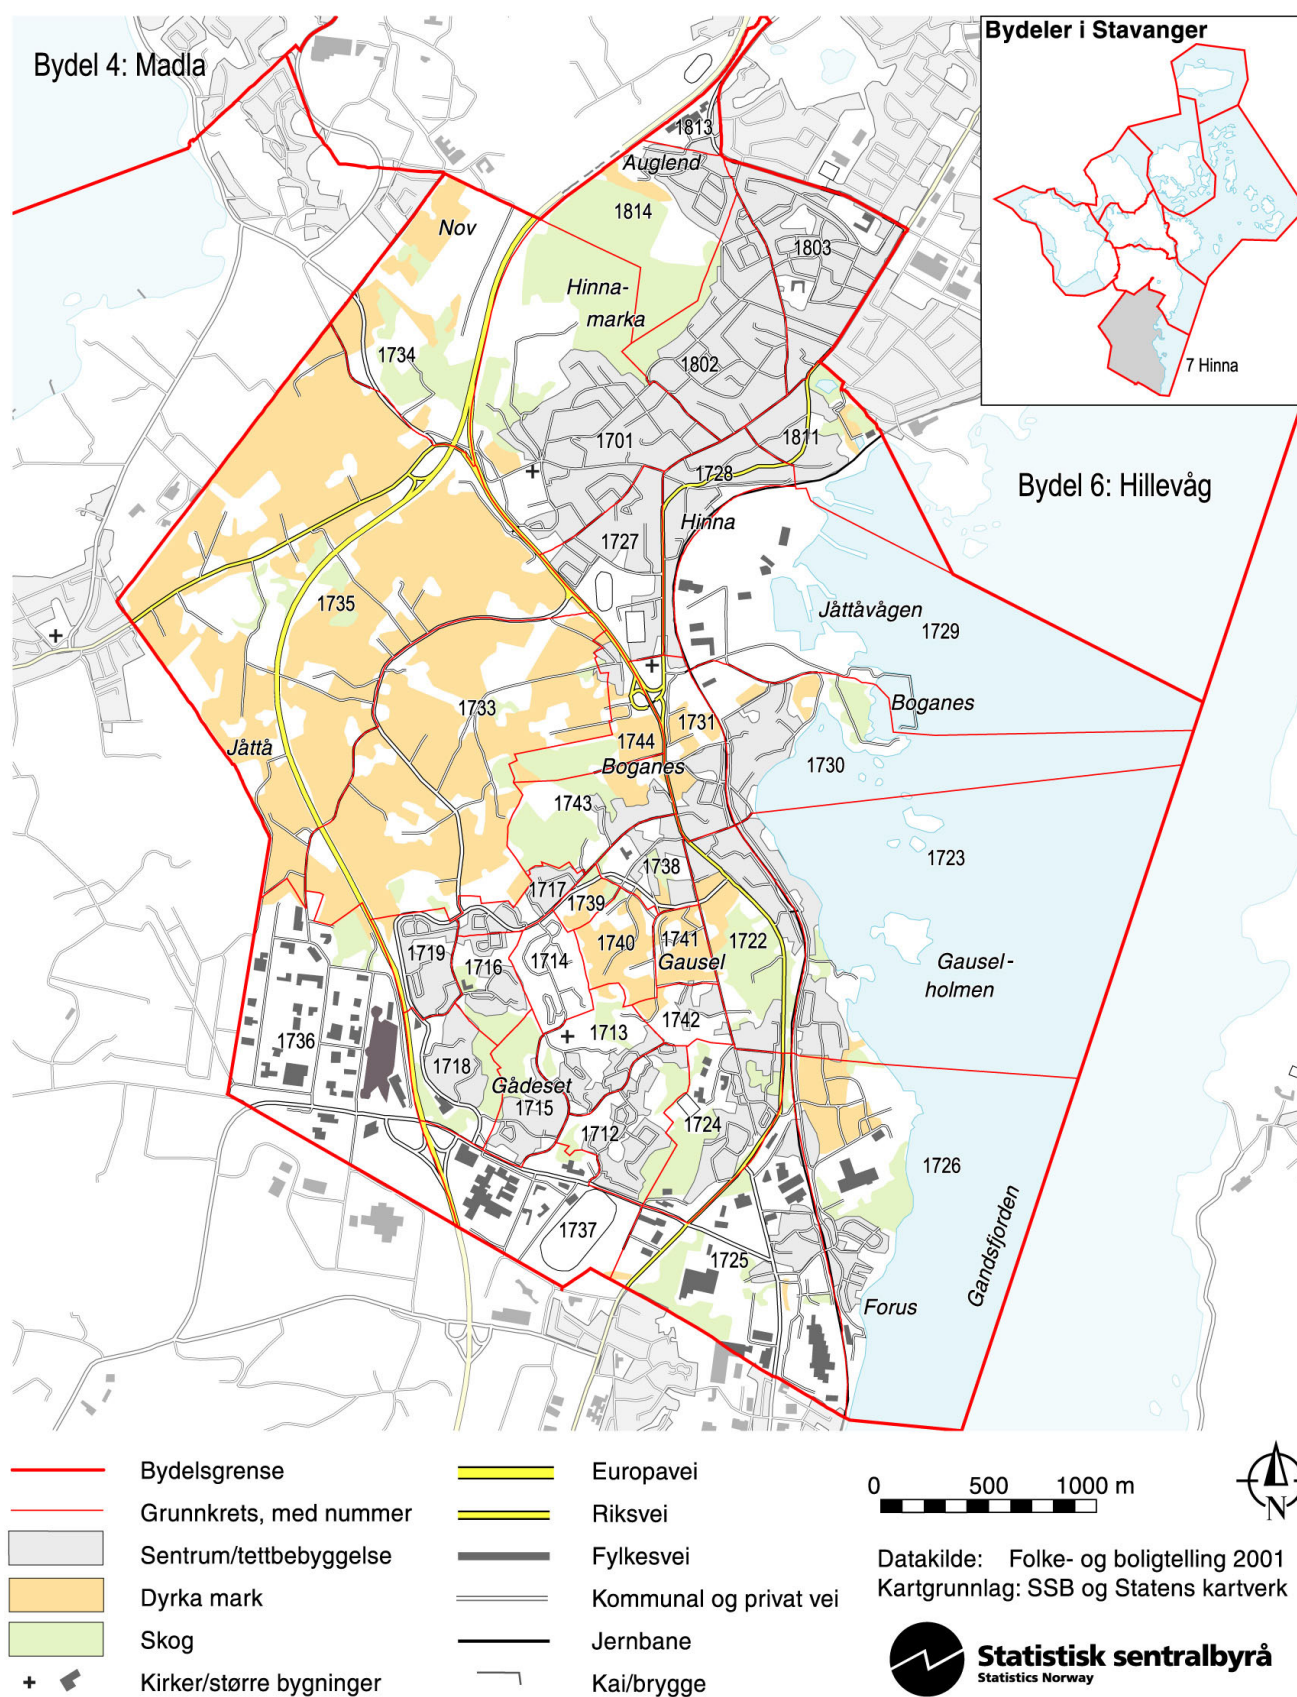 Bydel 4: Madla
Bydeler i Stavanger
7 Hinna
1813
Auglend
1814
Nov
1803
Hinna-
marka
1734
1802
1701
1811
1728
Bydel 6: Hillevåg
Hinna
1727
1735
Jåttåvågen
1729
Boganes
1733
1731
1744
Jåttå
Boganes
1730
1743
1723
1738
1717
1739
1740
1741
1722
1719
1714
1716
Gausel
Gausel-
holmen
1742
1713
1736
1718
Gådeset
1715
1712
1724
1726
1737
1725
Gandsfjorden
Forus
Bydelsgrense
Grunnkrets, med nummer
Sentrum/tettbebyggelse
Dyrka mark
Skog
Kirker/større bygninger
Europavei
Riksvei
Fylkesvei
Kommunal og privat vei
Jernbane
Kai/brygge
0 500 1000 m
N
Datakilde: Folke- og boligtelling 2001
Kartgrunnlag: SSB og Statens kartverk
Statistisk sentralbyrå
Statistics Norway